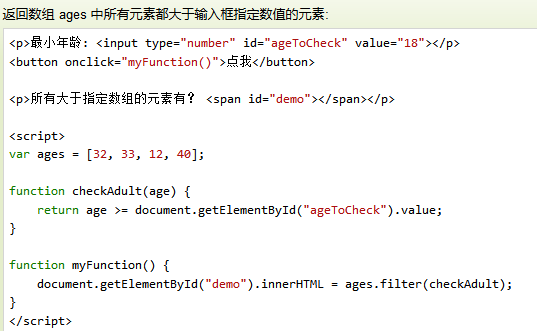 返回数组 ages 中所有元素都大于输入框指定数值的元素:
<p>最小年龄: <input type="number" id="ageToCheck" value="18"></p>
<button onclick="myFunction()">点我</button>
<p>所有大于指定数组的元素有？ <span id="demo"></span></p>
<script>
var ages = [32, 33, 12, 40];
function checkAdult(age) {
    return age >= document.getElementById("ageToCheck").value;
}
function myFunction() {
    document.getElementById("demo").innerHTML = ages.filter(checkAdult);
}
</script>